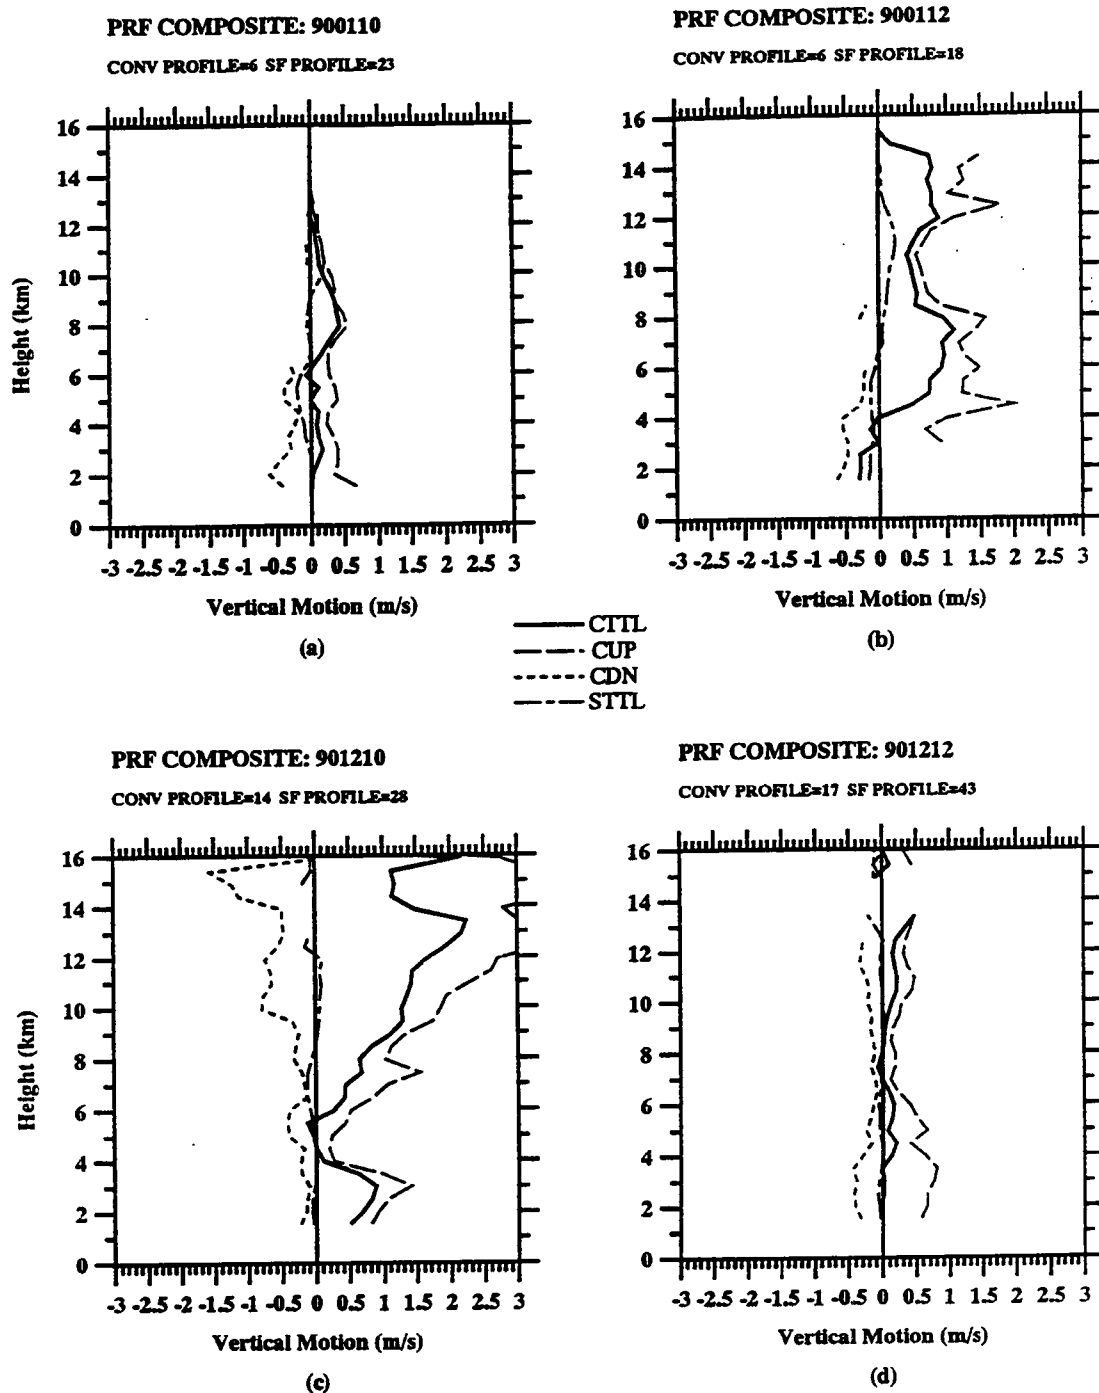 PRF COMPOSITE: 900110
CONV PROFILE=6 SF PROFILE=23
16
14
12
10
8
6
4
2
0
Height (km)
-3 -2.5 -2 -1.5 -1 -0.5 0 0.5 1 1.5 2 2.5 3
Vertical Motion (m/s)
(a)
PRF COMPOSITE: 900112
CONV PROFILE=6 SF PROFILE=18
16
14
12
10
8
6
4
2
0
-3 -2.5 -2 -1.5 -1 -0.5 0 0.5 1 1.5 2 2.5 3
Vertical Motion (m/s)
(b)
CTTL
CUP
CDN
STTL
PRF COMPOSITE: 901210
CONV PROFILE=14 SF PROFILE=28
16
14
12
10
8
6
4
2
0
Height (km)
-3 -2.5 -2 -1.5 -1 -0.5 0 0.5 1 1.5 2 2.5 3
Vertical Motion (m/s)
(c)
PRF COMPOSITE: 901212
CONV PROFILE=17 SF PROFILE=43
16
14
12
10
8
6
4
2
0
-3 -2.5 -2 -1.5 -1 -0.5 0 0.5 1 1.5 2 2.5 3
Vertical Motion (m/s)
(d)